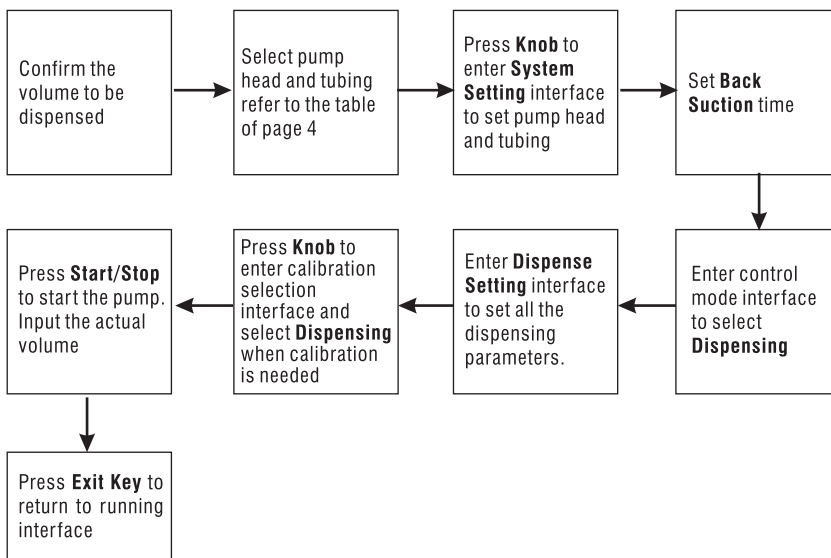 Confirm the
volume to be
dispensed
Select pump
head and tubing
refer to the table
of page 4
Press Knob to
enter System
Setting interface
to set pump head
and tubing
Set Back
Suction time
Enter control
mode interface
to select
Dispensing
Enter Dispense
Setting interface
to set all the
dispensing
parameters.
Press Knob to
enter calibration
selection
interface and
select Dispensing
when calibration
is needed
Press Start/Stop
to start the pump.
Input the actual
volume
Press Exit Key to
return to running
interface